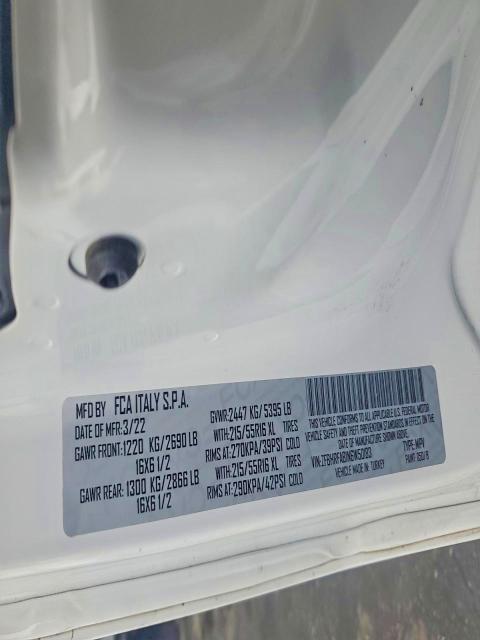 MFD BY FCA ITALY S.P.A.
DATE OF MFR: 3/22 GVWR: 2447 KG/ 5395 LB
GAWR FRONT: 1220 KG/2690 LB WITH: 215/55R16 XL TIRES
16X6 1/2 RIMS AT: 270KPA/39PSI COLD
GAWR REAR: 1300 KG/2866 LB WITH: 215/55R16 XL TIRES
16X6 1/2 RIMS AT: 290KPA/42PSI COLD
THIS VEHICLE CONFORMS TO ALL APPLICABLE FEDERAL MOTOR
VEHICLE SAFETY AND THEFT PREVENTION STANDARDS IN EFFECT ON THE
DATE OF MANUFACTURE SHOWN ABOVE.
TYPE: MPV
VEHICLE MADE IN: TURKEY